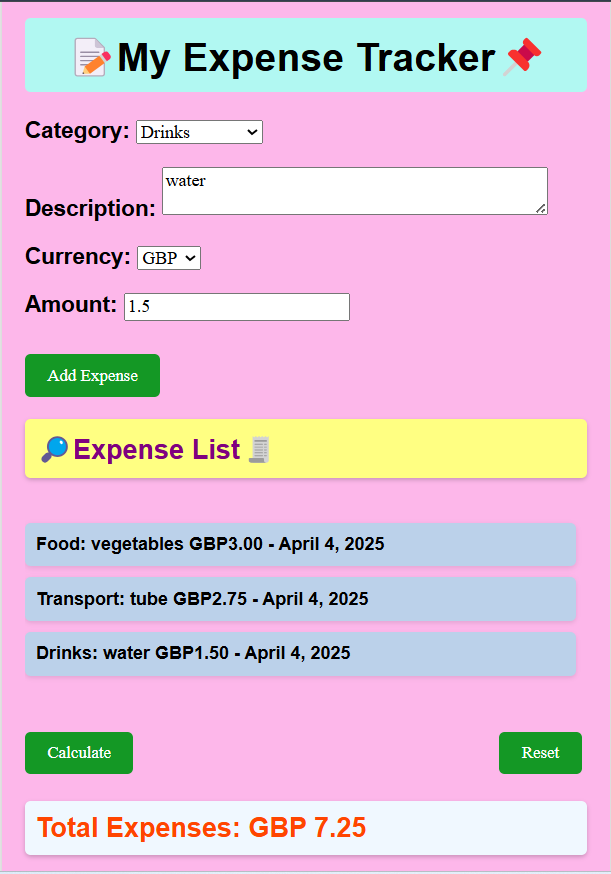 My Expense Tracker
Category: Drinks
Description: water
Currency: GBP
Amount: 1.5
Add Expense
Expense List
Food: vegetables GBP3.00 - April 4, 2025
Transport: tube GBP2.75 - April 4, 2025
Drinks: water GBP1.50 - April 4, 2025
Calculate Reset
Total Expenses: GBP 7.25